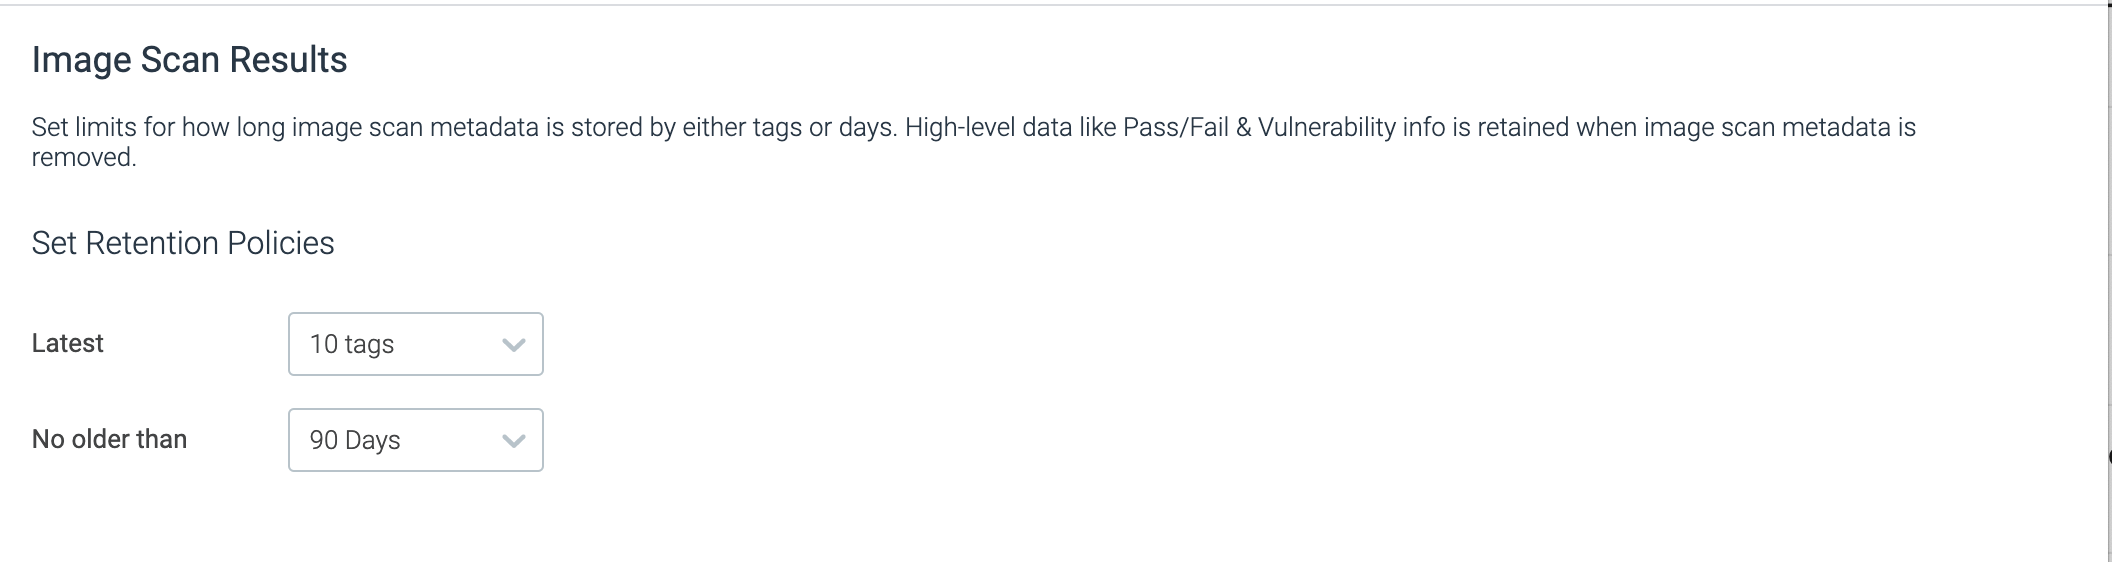 Image Scan Results
Set limits for how long image scan metadata is stored by either tags or days. High-level data like Pass/Fail & Vulnerability info is retained when image scan metadata is
removed.
Set Retention Policies
Latest
10 tags
No older than
90 Days